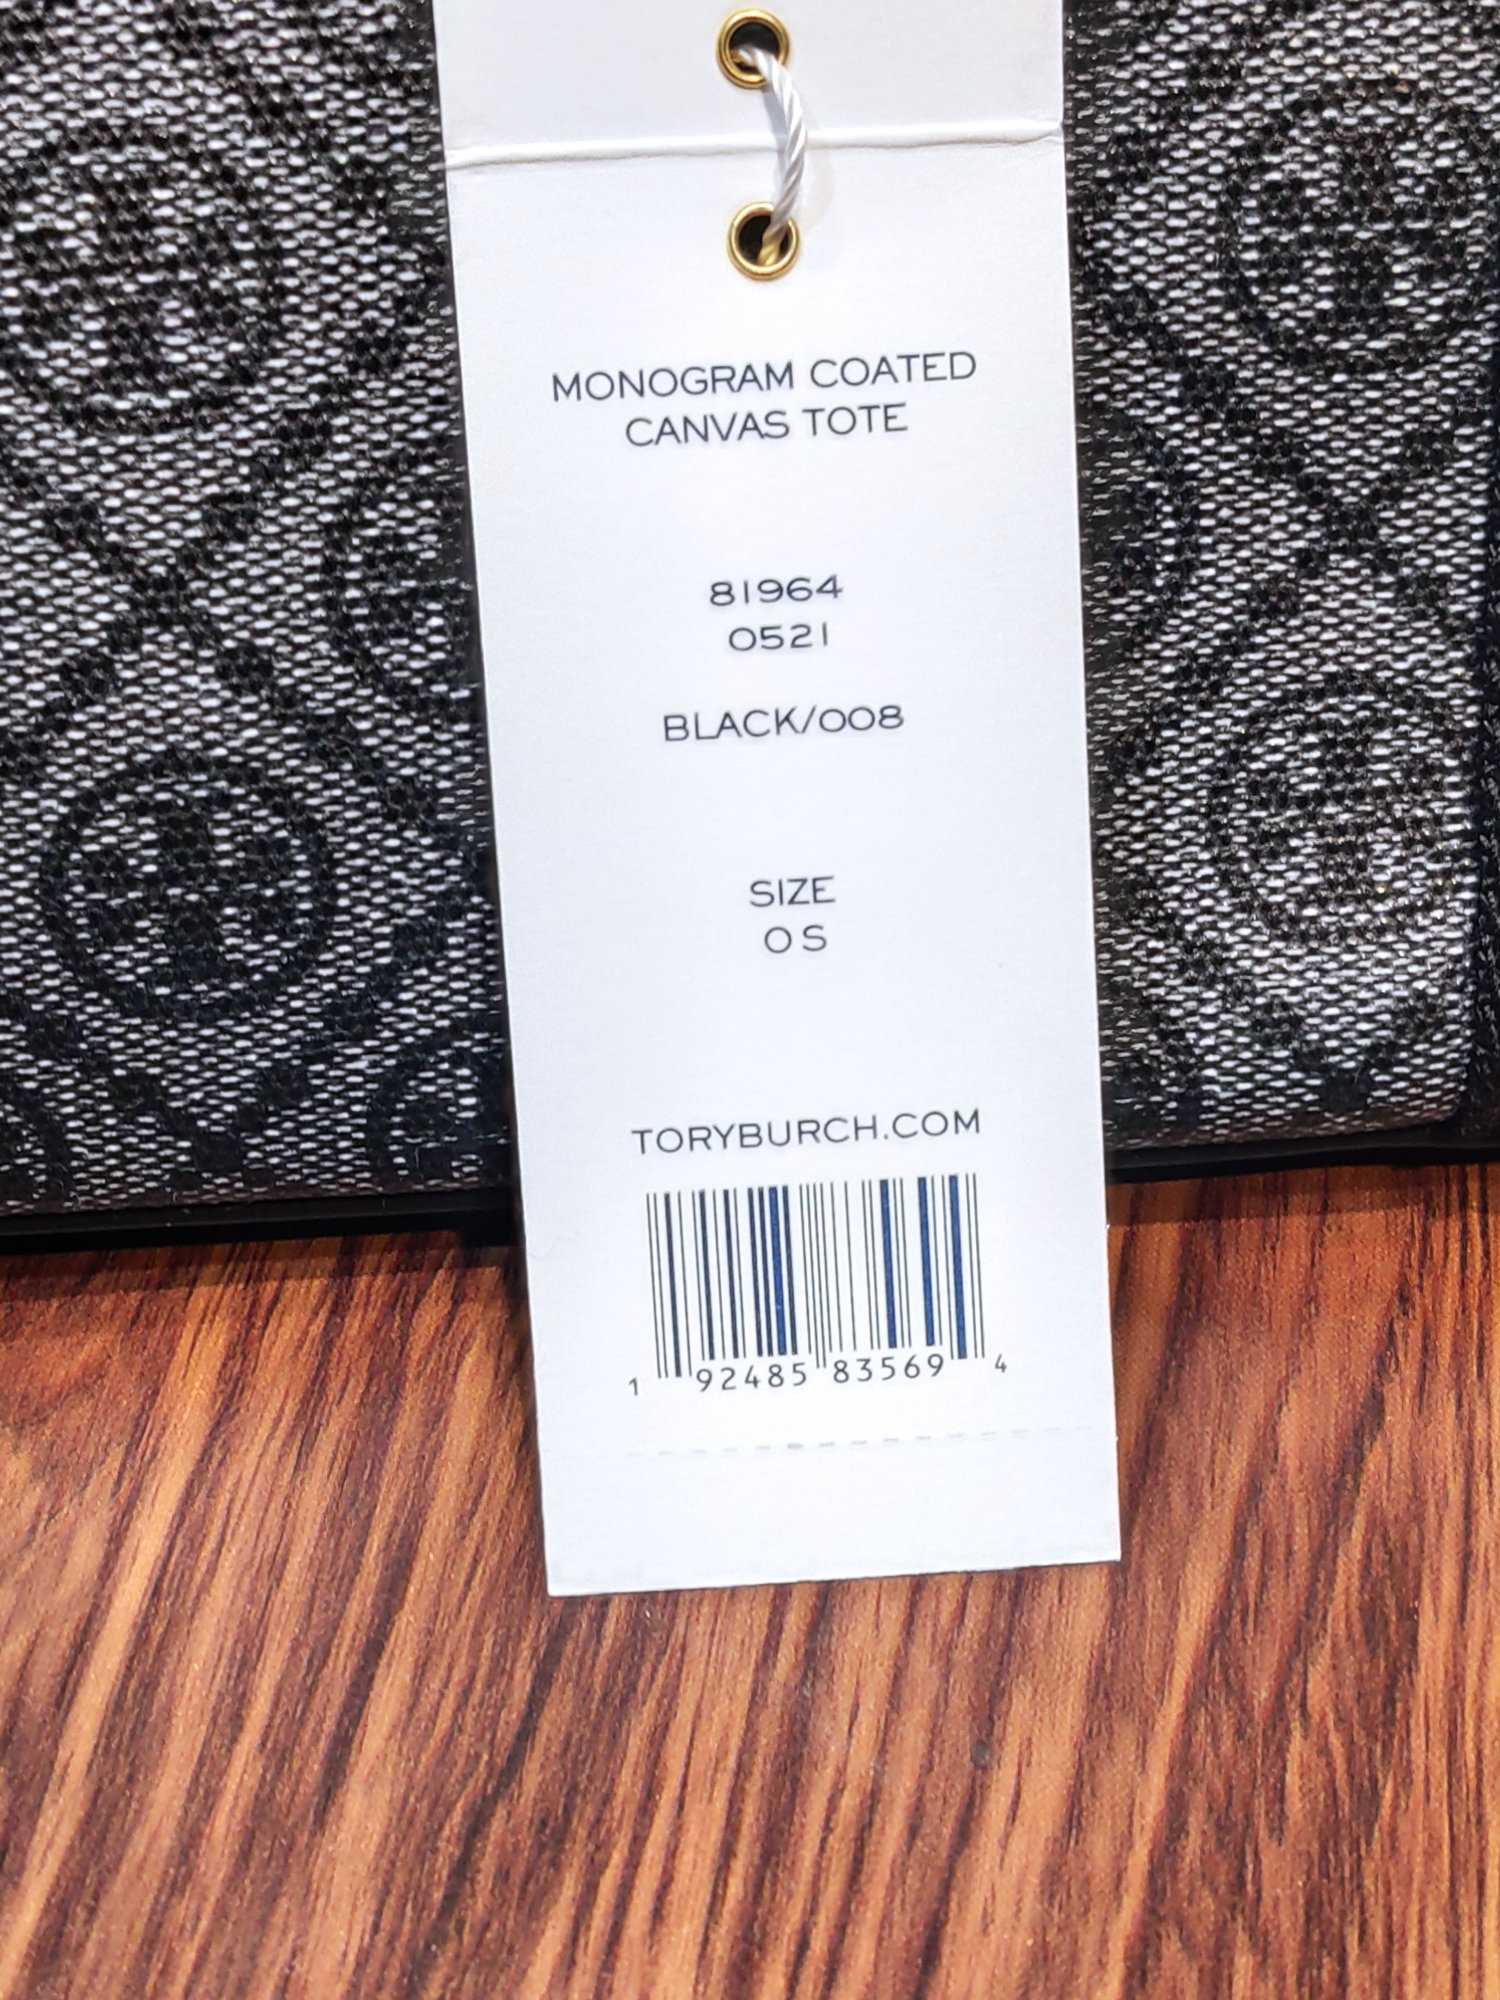 MONOGRAM COATED
CANVAS TOTE
81964
0521
BLACK/008
SIZE
OS
TORYBURCH.COM
1 92485 83569 4